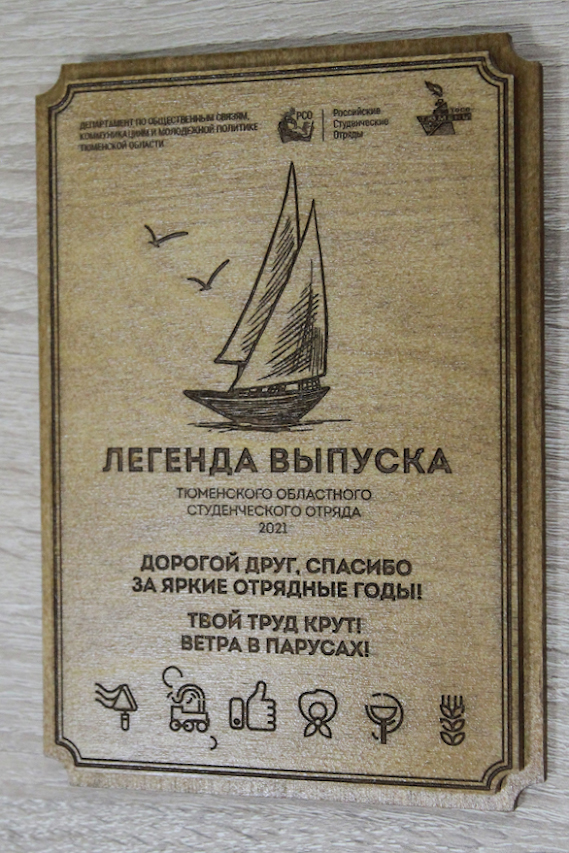 ДЕПАРТАМЕНТ ПО ОБЩЕСТВЕННЫМ СВЯЗЯМ,
КОММУНИКАЦИЯМ И МОЛОДЕЖНОЙ ПОЛИТИКЕ
ТЮМЕНСКОЙ ОБЛАСТИ
РСО
Российские
Студенческие
Отряды
ЛЕГЕНДА ВЫПУСКА
ТЮМЕНСКОГО ОБЛАСТНОГО
СТУДЕНЧЕСКОГО ОТРЯДА
2021
ДОРОГОЙ ДРУГ, СПАСИБО
ЗА ЯРКИЕ ОТРЯДНЫЕ ГОДЫ!
ТВОЙ ТРУД КРУТ!
ВЕТРА В ПАРУСАХ!